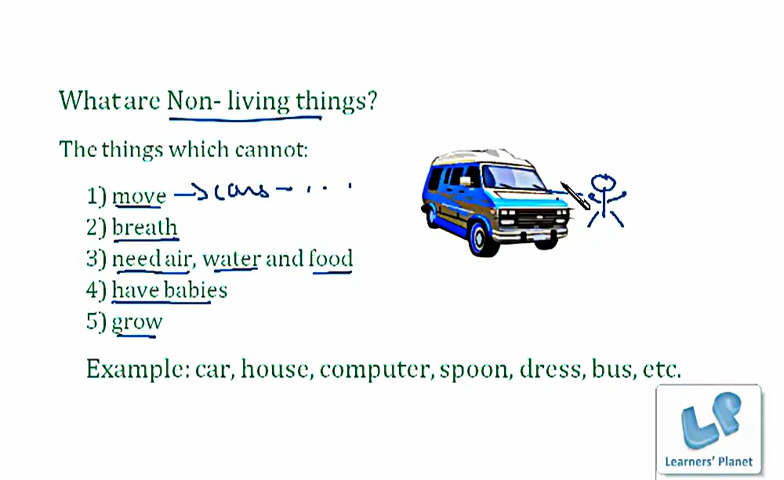 What are Non- living things?
The things which cannot:
1) move → cars - . . .
2) breath
3) need air, water and food
4) have babies
5) grow
Example: car, house, computer, spoon, dress, bus, etc.
LP
Learners' Planet